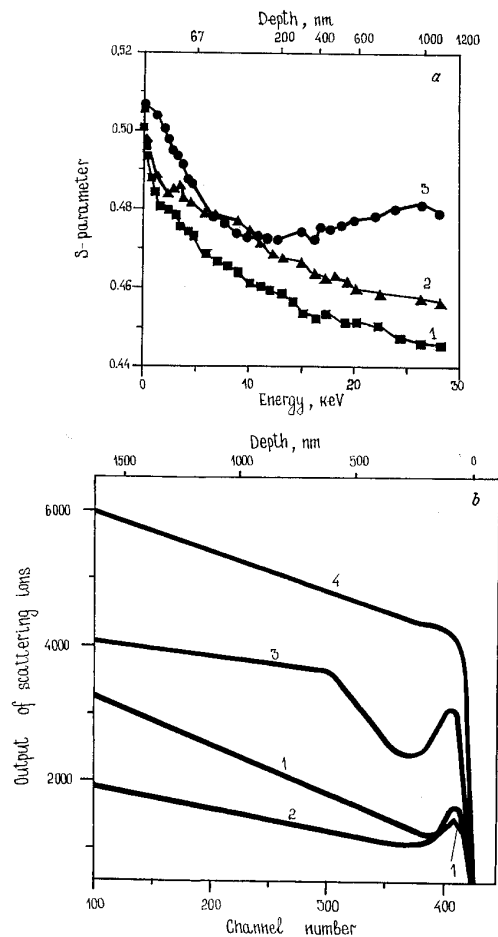 Depth, nm
67 200 400 600 1000 1200
a
0,52
0.50
0.48
0.46
0.44
S-parameter
2
1
0 10 20 30
Energy, кeV
Depth, nm
1500 1000 500 0
b
6000
4000
2000
Output of scattering ions
4
3
1
2
1
100 200 300 400
Channel number